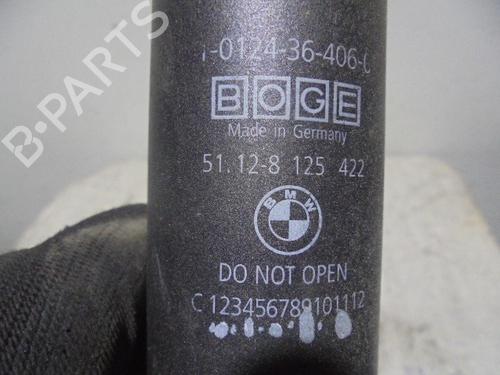 B-PARTS
1-0124-36-406-0
BOGE
Made in Germany
51.12-8 125 422
BMW
DO NOT OPEN
C 123456789101112